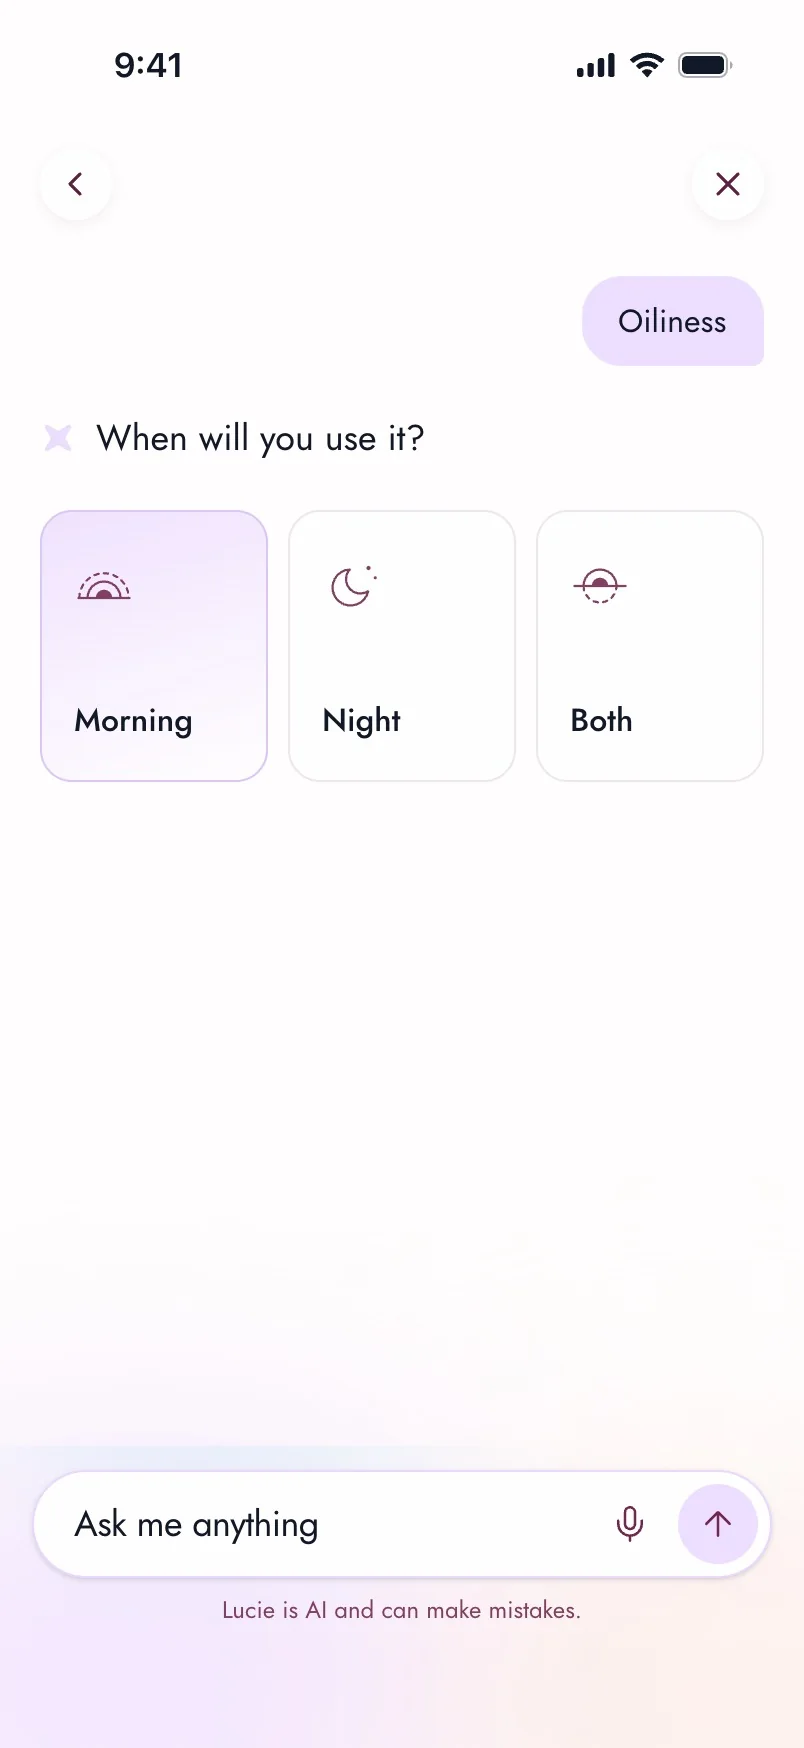 9:41
Oiliness
When will you use it?
Morning
Night
Both
Ask me anything
Lucie is AI and can make mistakes.